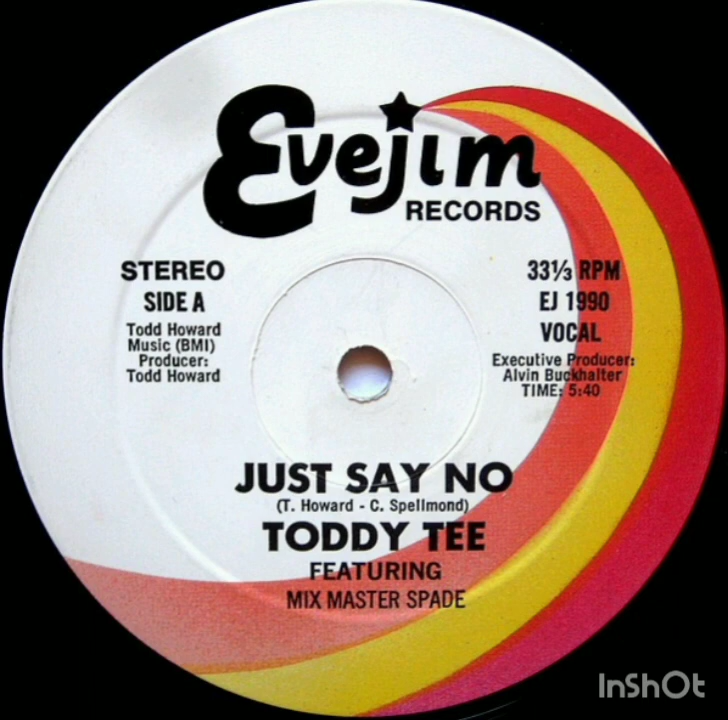 Evejim
RECORDS
STEREO
SIDE A
Todd Howard
Music (BMI)
Producer:
Todd Howard
33⅓ RPM
EJ 1990
VOCAL
Executive Producer:
Alvin Buckhalter
TIME: 5:40
JUST SAY NO
(T. Howard - C. Spellmond)
TODDY TEE
FEATURING
MIX MASTER SPADE
InShOt